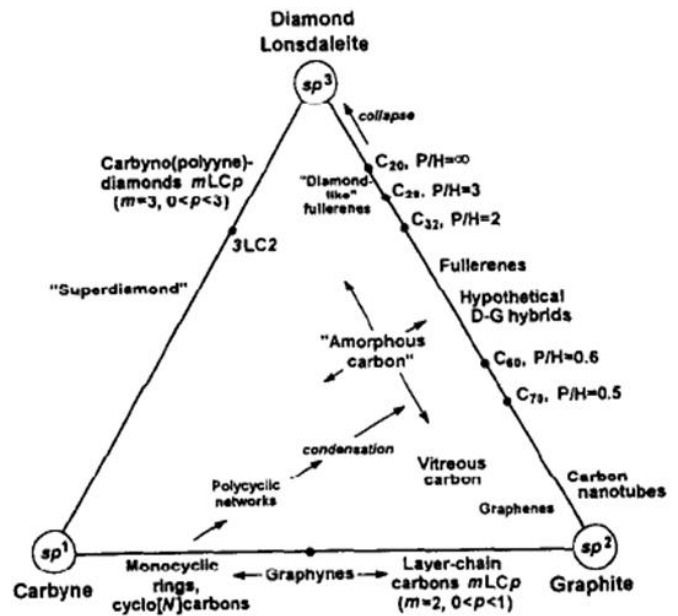 Diamond
Lonsdaleite
sp³
collapse
C₂₀, P/H=∞
Carbyno(polyyne)-
diamonds mLCp
(m=3, 0<p<3)
"Diamond-
like"
fullerenes
C₂₈, P/H=3
C₃₂, P/H=2
3LC2
Fullerenes
"Superdiamond"
Hypothetical
D-G hybrids
"Amorphous
carbon"
C₆₀, P/H=0.6
C₇₀, P/H=0.5
condensation
Vitreous
carbon
Polycyclic
networks
Carbon
nanotubes
Graphenes
sp¹
sp²
Carbyne
Monocyclic
rings,
cyclo[N]carbons
Graphynes
Layer-chain
carbons mLCp
(m=2, 0<p<1)
Graphite